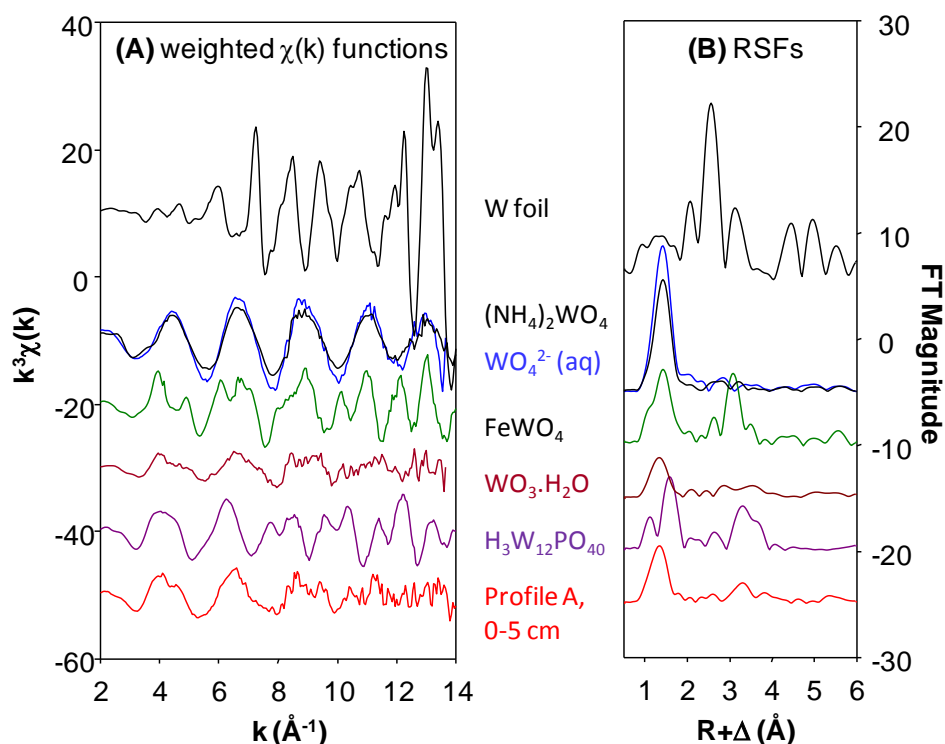 (A) weighted χ(k) functions
(B) RSFs
40
20
0
-20
-40
-60
k³χ(k)
2 4 6 8 10 12 14
k (Å⁻¹)
W foil
(NH₄)₂WO₄
WO₄²⁻ (aq)
FeWO₄
WO₃.H₂O
H₃W₁₂PO₄₀
Profile A,
0-5 cm
30
20
10
0
-10
-20
-30
FT Magnitude
1 2 3 4 5 6
R+Δ (Å)